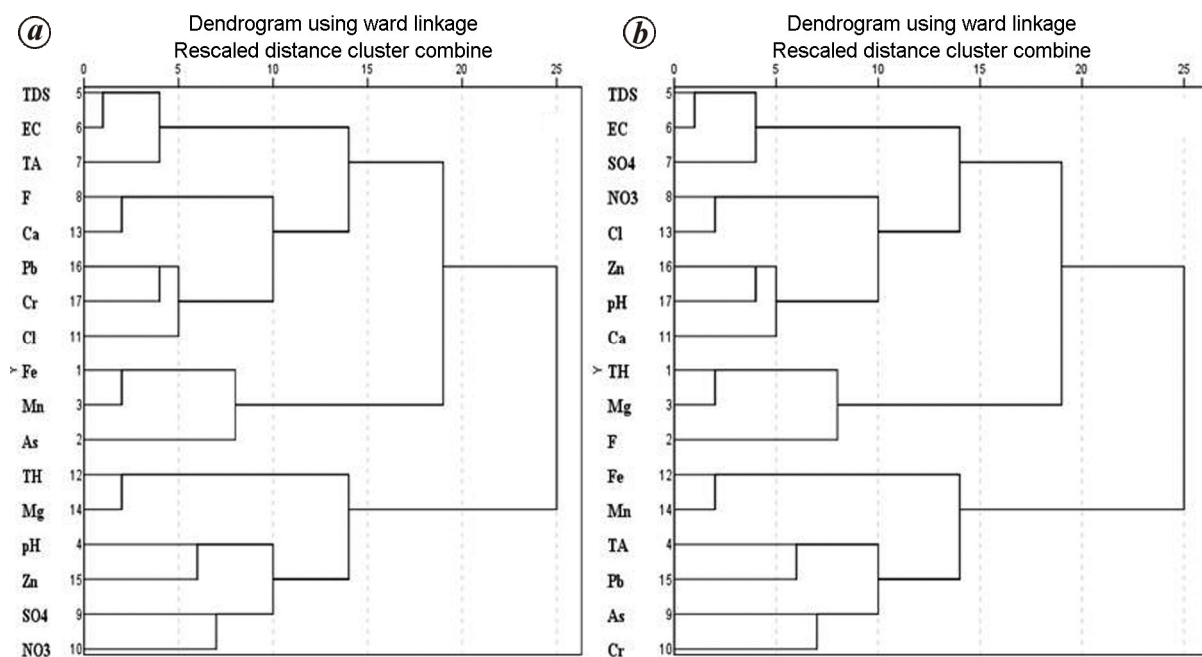 a
Dendrogram using ward linkage
Rescaled distance cluster combine
0 5 10 15 20 25
TDS 5
EC 6
TA 7
F 8
Ca 13
Pb 16
Cr 17
Cl 11
Y Fe 1
Mn 3
As 2
TH 12
Mg 14
pH 4
Zn 15
SO4 9
NO3 10
b
Dendrogram using ward linkage
Rescaled distance cluster combine
0 5 10 15 20 25
TDS 5
EC 6
SO4 7
NO3 8
Cl 13
Zn 16
pH 17
Ca 11
Y TH 1
Mg 3
F 2
Fe 12
Mn 14
TA 4
Pb 15
As 9
Cr 10